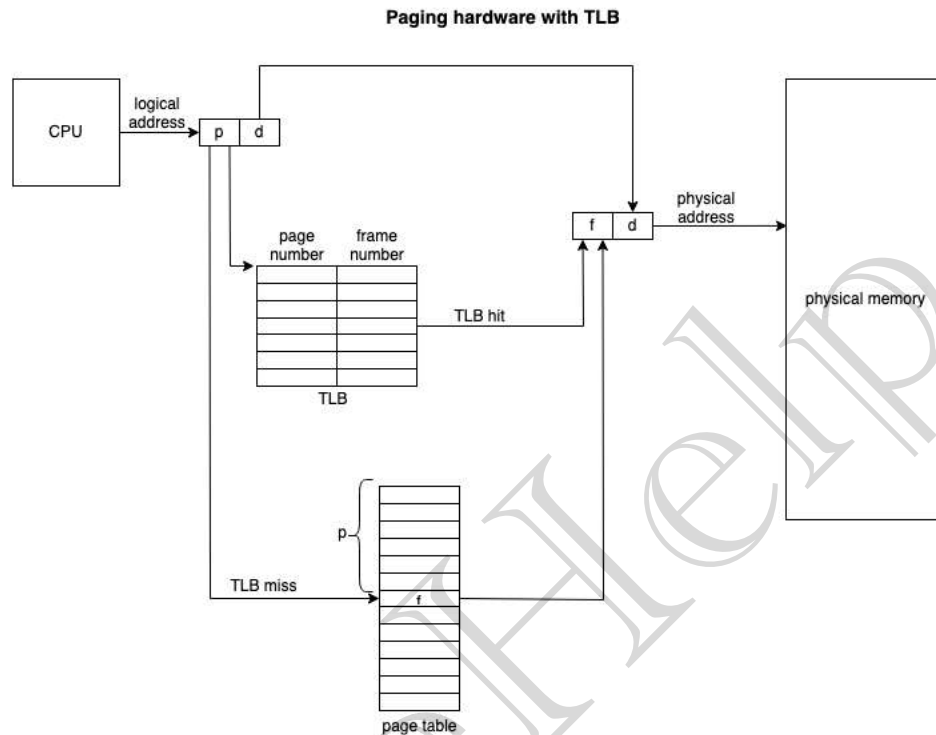 Paging hardware with TLB
CPU
logical
address
p
d
f
d
physical
address
page
number
frame
number
TLB hit
physical memory
TLB
p
TLB miss
f
page table
Help